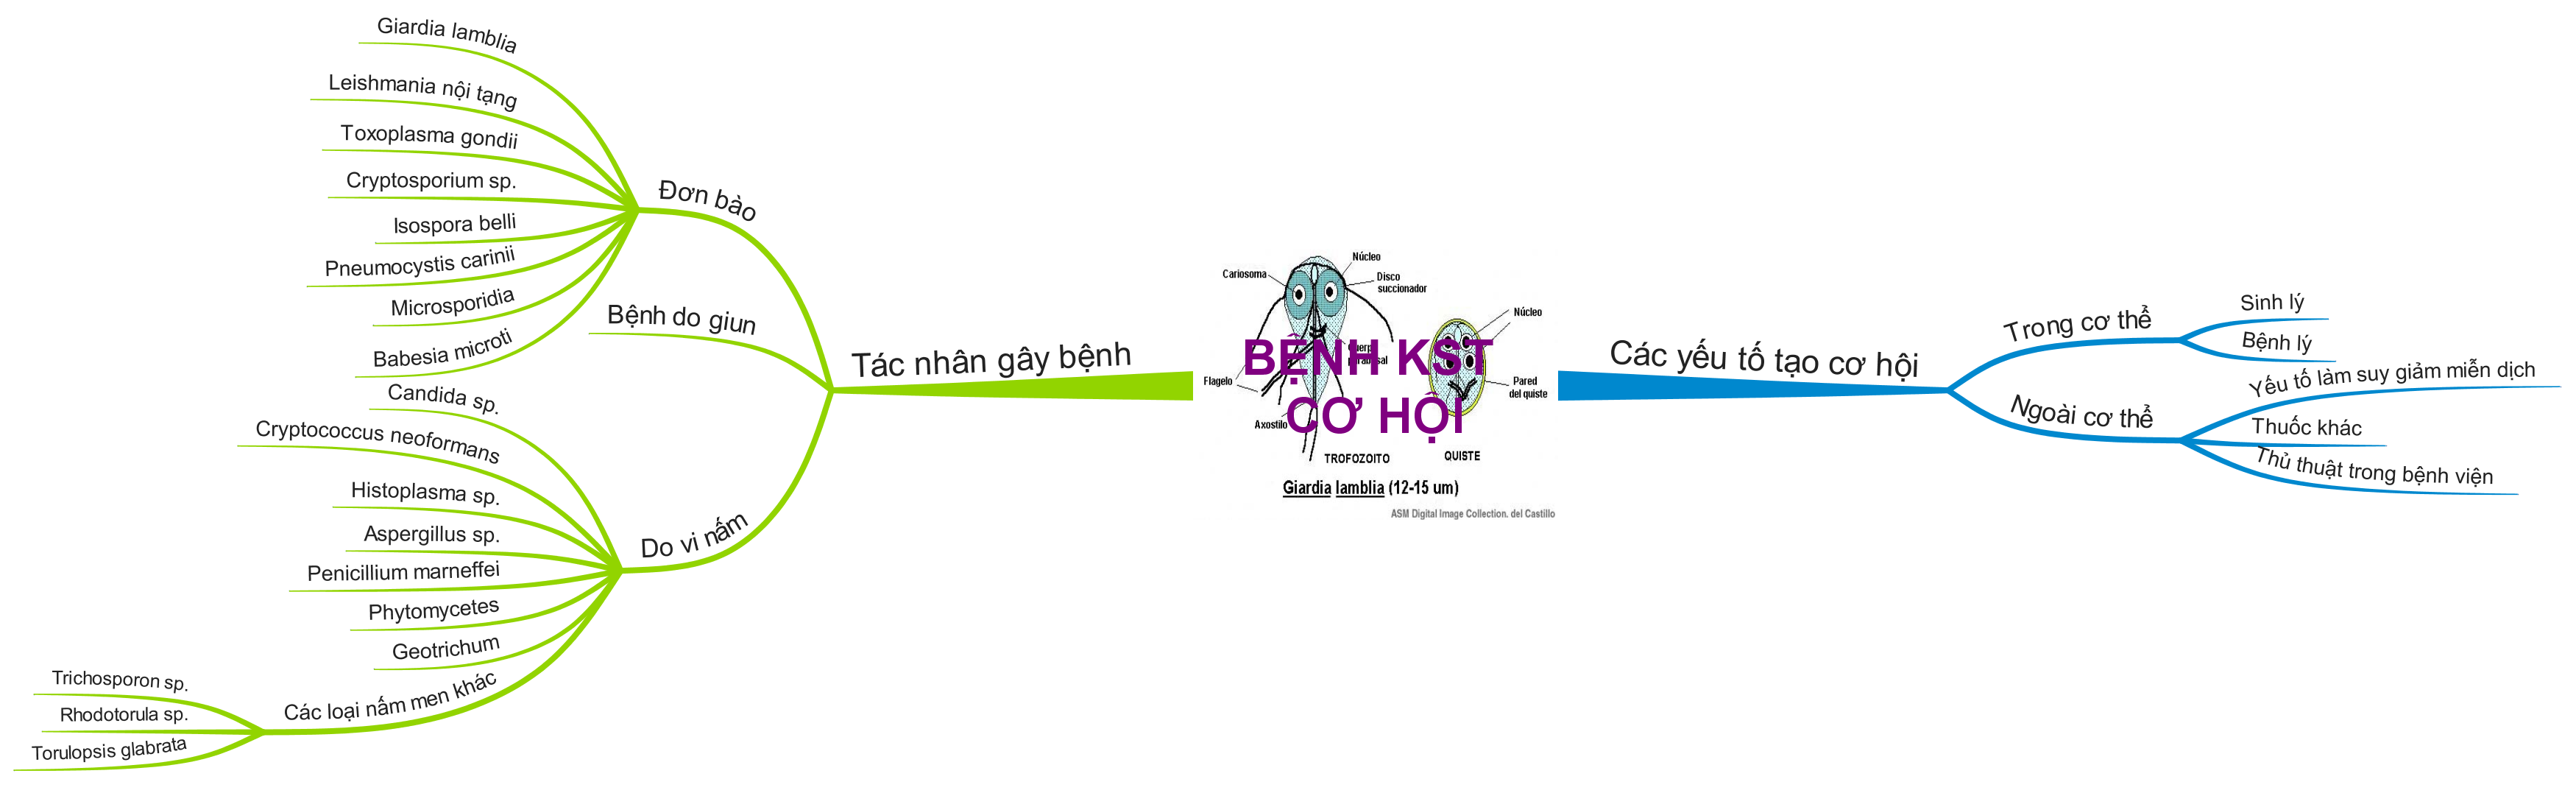 Giardia lamblia
Leishmania nội tạng
Toxoplasma gondii
Cryptosporium sp.
Isospora belli
Pneumocystis carinii
Microsporidia
Babesia microti
Đơn bào
Bệnh do giun
Candida sp.
Cryptococcus neoformans
Histoplasma sp.
Aspergillus sp.
Penicillium marneffei
Phytomycetes
Geotrichum
Trichosporon sp.
Rhodotorula sp.
Torulopsis glabrata
Các loại nấm men khác
Do vi nấm
Tác nhân gây bệnh
BỆNH KST
CƠ HỘI
Cariosoma
Núcleo
Disco
succionador
Flagelo
Axostilo
TROFOZOITO
Núcleo
Pared
del quiste
QUISTE
Giardia lamblia (12-15 um)
ASM Digital Image Collection. del Castillo
Các yếu tố tạo cơ hội
Trong cơ thể
Sinh lý
Bệnh lý
Ngoài cơ thể
Yếu tố làm suy giảm miễn dịch
Thuốc khác
Thủ thuật trong bệnh viện